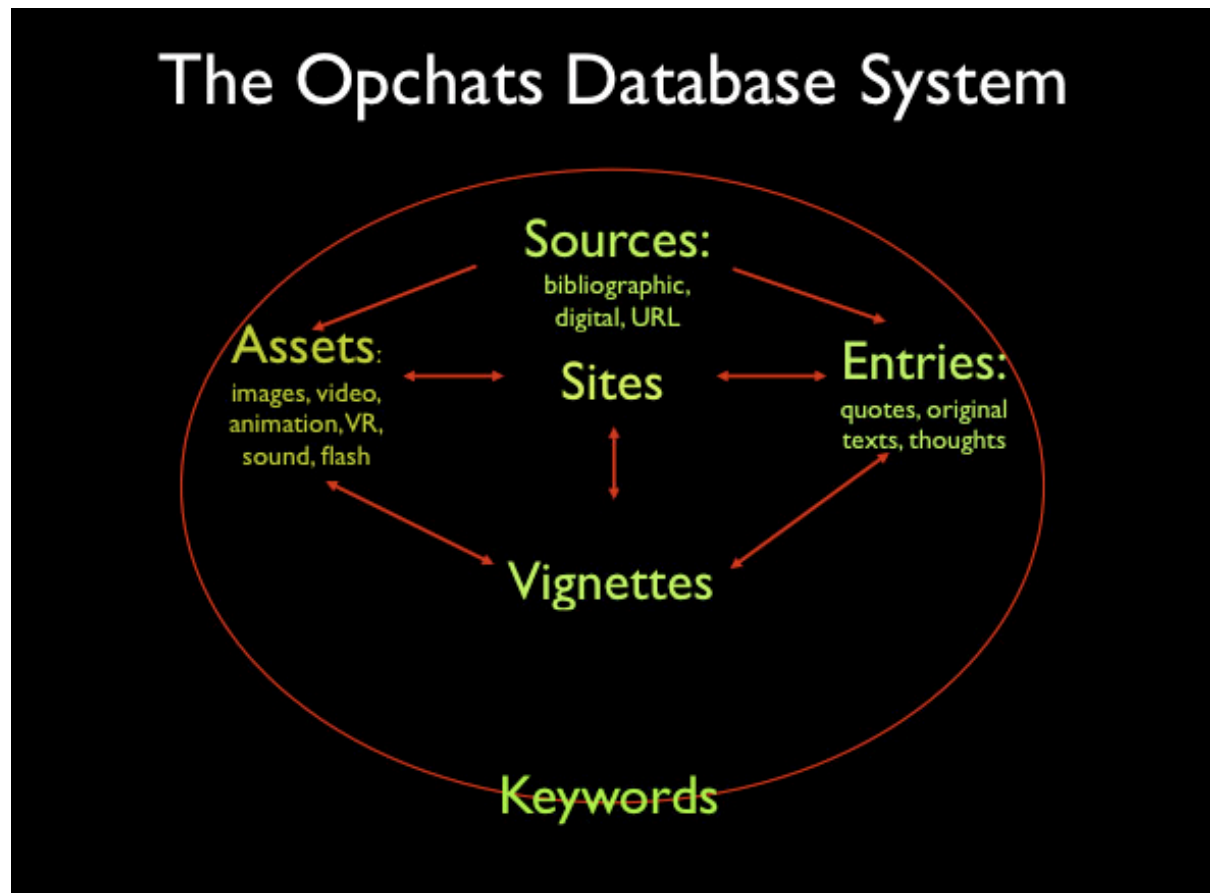 The Opchats Database System
Sources:
bibliographic,
digital, URL
Assets:
images, video,
animation, VR,
sound, flash
Sites
Entries:
quotes, original
texts, thoughts
Vignettes
Keywords